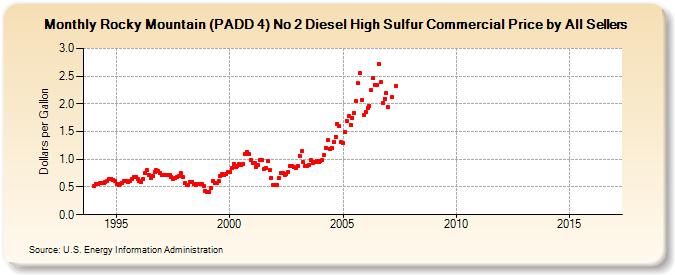 Monthly Rocky Mountain (PADD 4) No 2 Diesel High Sulfur Commercial Price by All Sellers
Dollars per Gallon
3.0
2.5
2.0
1.5
1.0
0.5
0.0
1995 2000 2005 2010 2015
Source: U.S. Energy Information Administration